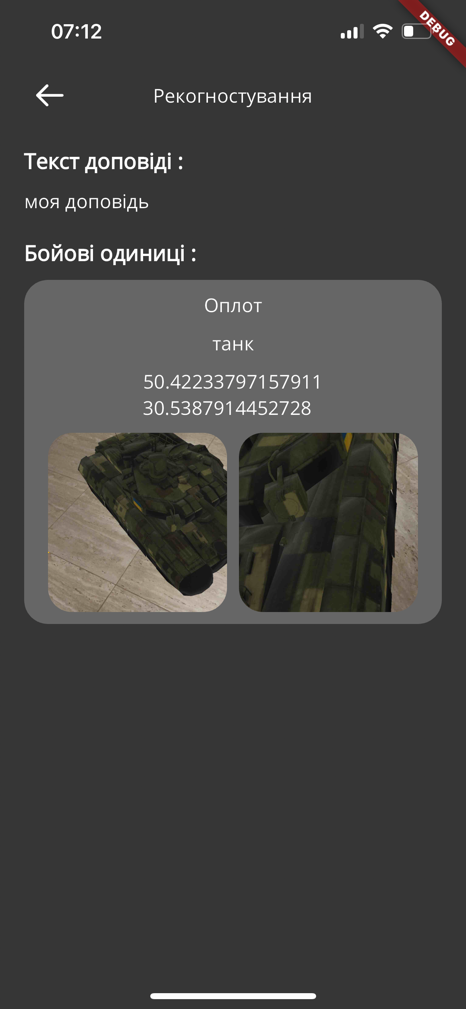 07:12
DEBUG
Рекогностування
Текст доповіді :
моя доповідь
Бойові одиниці :
Оплот
танк
50.42233797157911
30.5387914452728